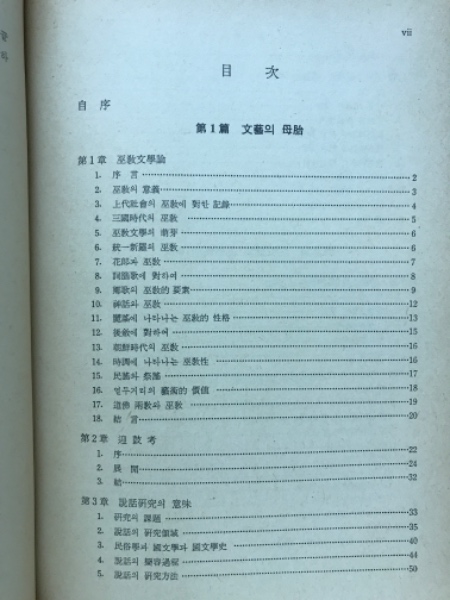 vii
目 次
自 序
第1篇 文藝의 母胎
第1章 巫敎文學論
1. 序 言 2
2. 巫敎의 意義 3
3. 上代社會의 巫敎에 對한 記錄 4
4. 三國時代의 巫敎 5
5. 巫敎文學의 萌芽 6
6. 統一新羅의 巫敎 6
7. 花郎과 巫敎 7
8. 에 對하여 8
9. 鄕歌의 巫敎的 要素 9
10. 神話와 巫敎 12
11. 麗謠에 나타나는 巫敎的 性格 13
12. 에 對하여 15
13. 朝鮮時代의 巫敎 16
14. 時調에 나타나는 巫敎性 16
15. 民謠와 17
16. 의 藝術的 價値 18
17. 道佛 兩敎와 巫敎 19
18. 結 言 20
第2章 考
1. 序 22
2. 展 開 24
3. 結 32
第3章 說話硏究의 意味
1. 硏究의 課題 33
2. 說話의 硏究領域 35
3. 民俗學과 國文學과 國文學史 40
4. 說話의 變容過程 44
5. 說話의 硏究方法 50